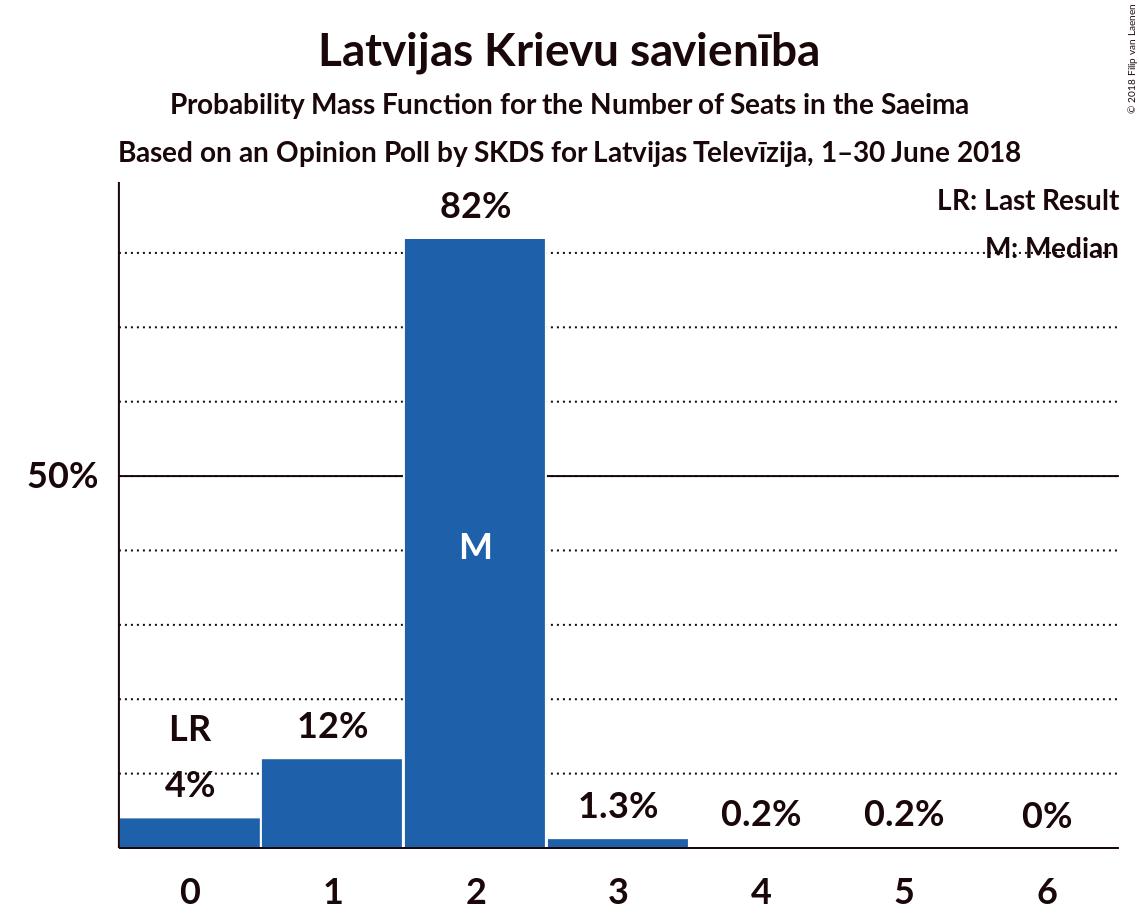 Latvijas Krievu savienība
Probability Mass Function for the Number of Seats in the Saeima
Based on an Opinion Poll by SKDS for Latvijas Televīzija, 1–30 June 2018
© 2018 Filip van Laenen
LR: Last Result
M: Median
82%
50%
M
LR
12%
4%
1.3%
0.2%
0.2%
0%
0
1
2
3
4
5
6